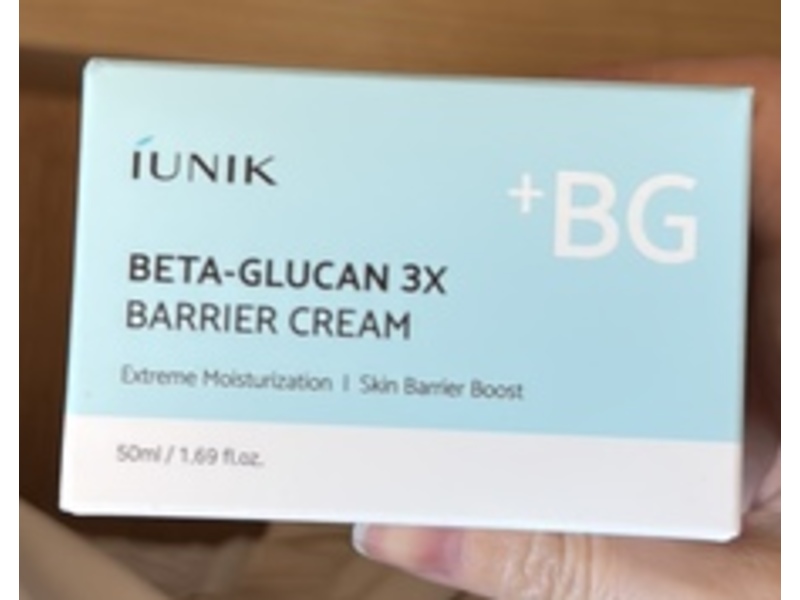 iUNIK
+BG
BETA-GLUCAN 3X
BARRIER CREAM
Extreme Moisturization | Skin Barrier Boost
50ml / 1.69 fl.oz.